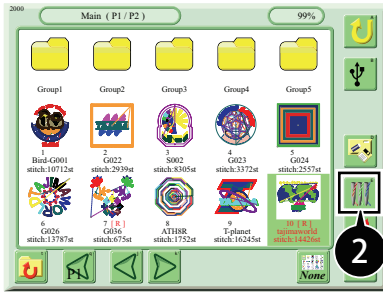 2000
Main ( P1 / P2 )
99%
Group1 Group2 Group3 Group4 Group5
1 2 3 4 5
Bird-G001 G022 S002 G023 G024
stitch:10712st stitch:2939st stitch:8305st stitch:3372st stitch:2557st
6 7 [ R ] 8 9 10 [ R ]
G026 G036 ATH8R T-planet tajimaworld
stitch:13787st stitch:675st stitch:1752st stitch:16245st stitch:14426st
P1
None
2